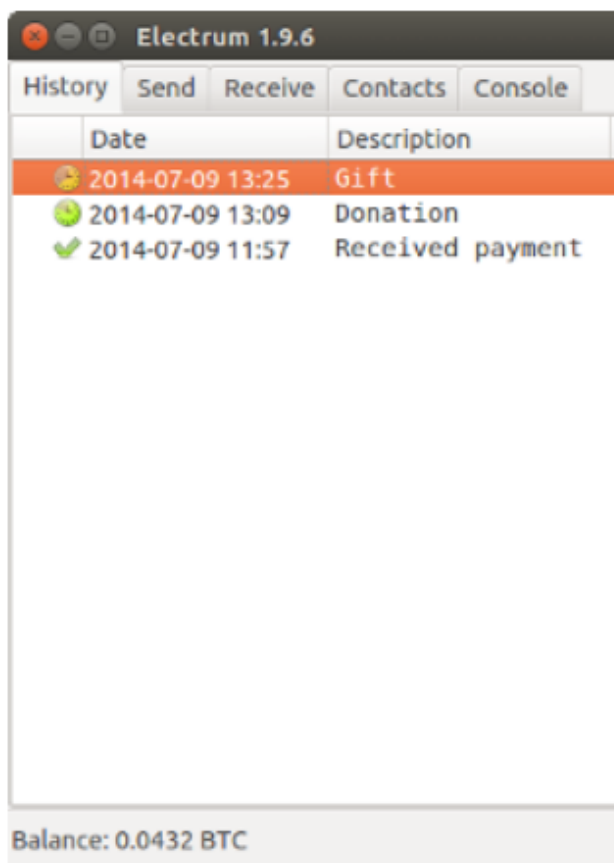 Electrum 1.9.6
History Send Receive Contacts Console
Date Description
2014-07-09 13:25 Gift
2014-07-09 13:09 Donation
2014-07-09 11:57 Received payment
Balance: 0.0432 BTC